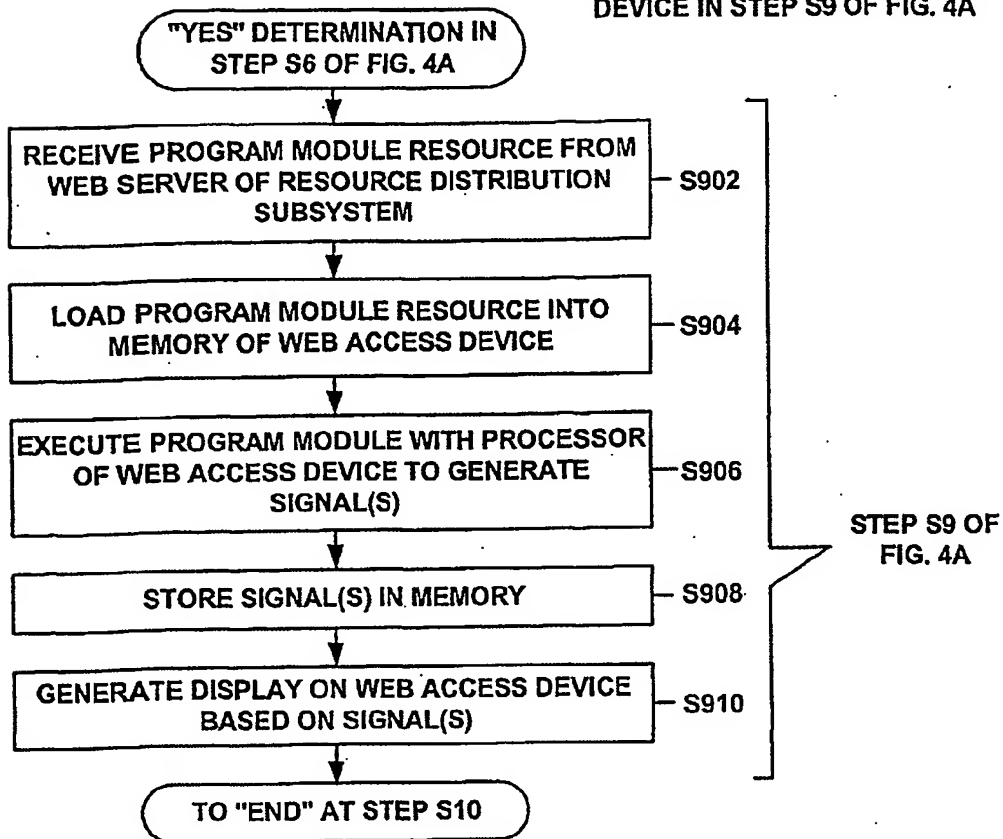 DEVICE IN STEP S9 OF FIG. 4A
"YES" DETERMINATION IN
STEP S6 OF FIG. 4A
RECEIVE PROGRAM MODULE RESOURCE FROM
WEB SERVER OF RESOURCE DISTRIBUTION
SUBSYSTEM
S902
LOAD PROGRAM MODULE RESOURCE INTO
MEMORY OF WEB ACCESS DEVICE
S904
EXECUTE PROGRAM MODULE WITH PROCESSOR
OF WEB ACCESS DEVICE TO GENERATE
SIGNAL(S)
S906
STORE SIGNAL(S) IN MEMORY
S908
GENERATE DISPLAY ON WEB ACCESS DEVICE
BASED ON SIGNAL(S)
S910
STEP S9 OF
FIG. 4A
TO "END" AT STEP S10